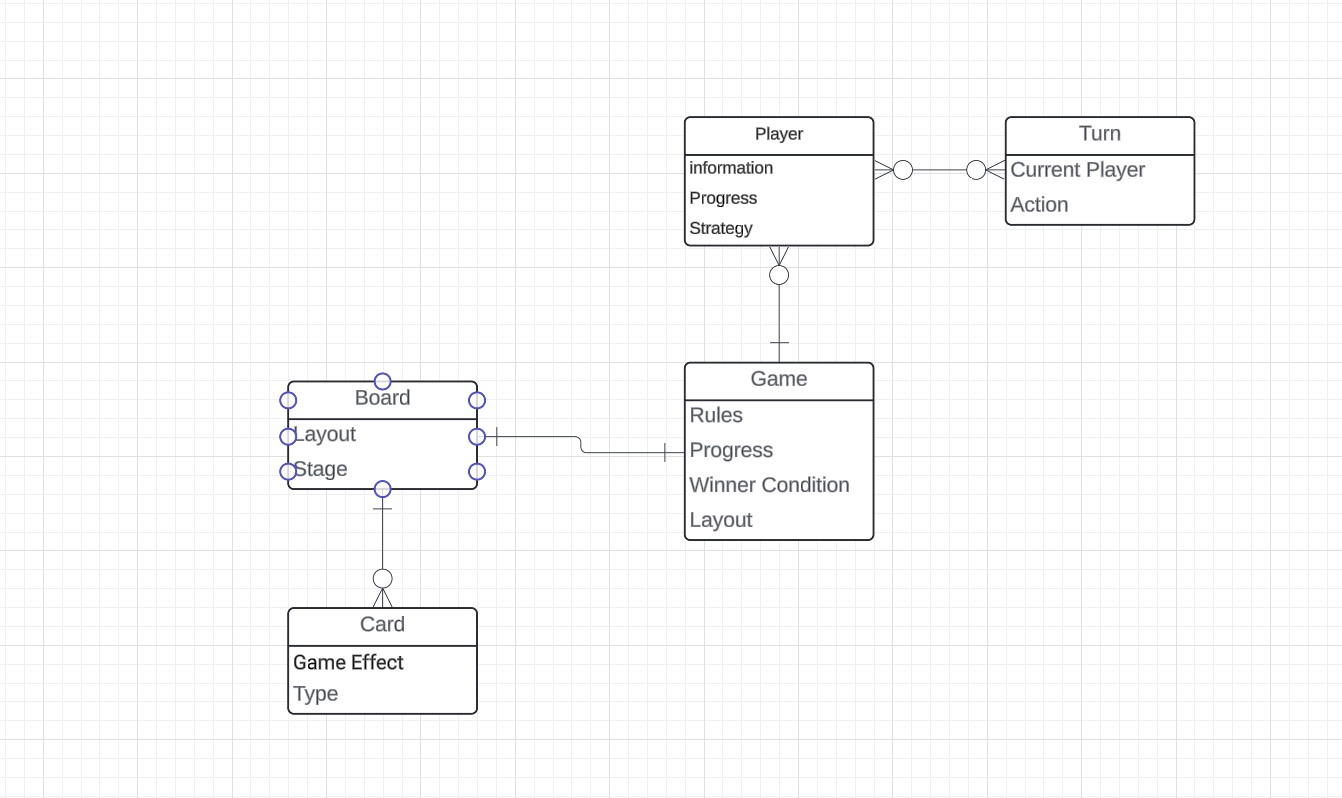 Player
information
Progress
Strategy
Turn
Current Player
Action
Board
Layout
Stage
Game
Rules
Progress
Winner Condition
Layout
Card
Game Effect
Type